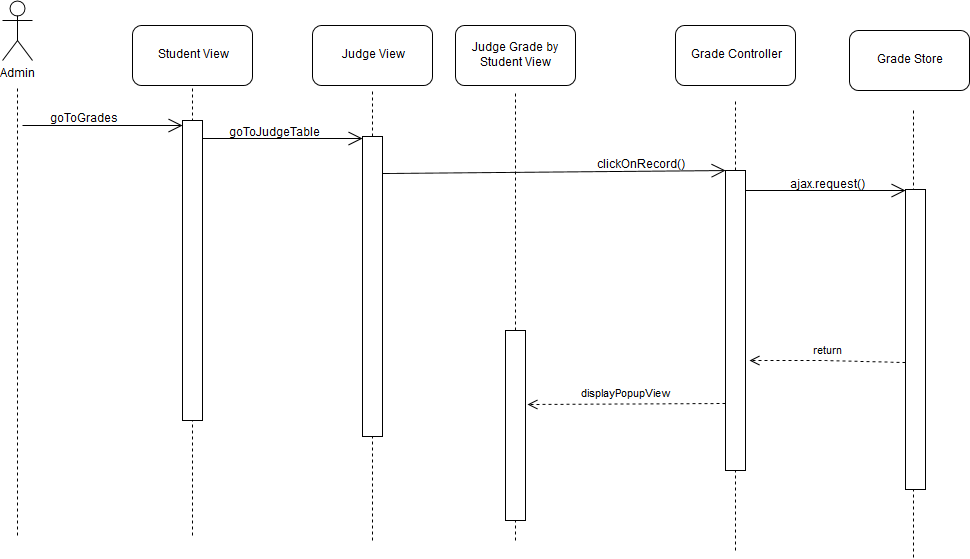 Admin
Student View
Judge View
Judge Grade by
Student View
Grade Controller
Grade Store
goToGrades
goToJudgeTable
clickOnRecord()
ajax.request()
return
displayPopupView